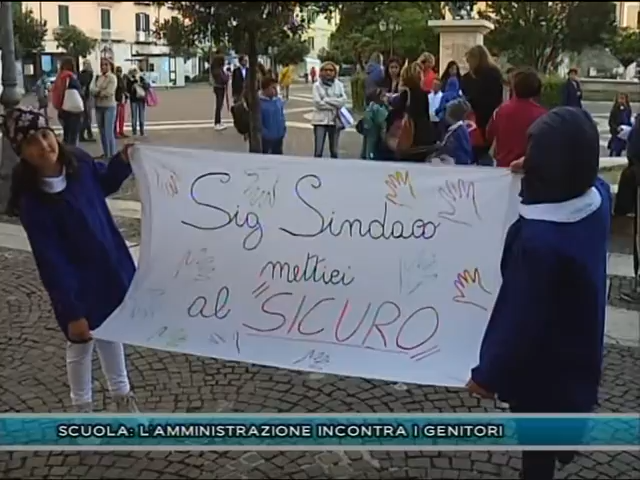 Sig Sindaco
mettici
al "SICURO"
SCUOLA: L'AMMINISTRAZIONE INCONTRA I GENITORI